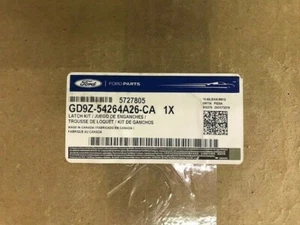 Ford
FORD PARTS
5727805
GD9Z-54264A26-CA 1X
LATCH KIT / JUEGO DE ENGANCHES /
TROUSSE DE LOQUET / KIT DE GANCHOS
MADE IN CANADA / FABRICADO EN CANADA /
FABRIQUE AU CANADA